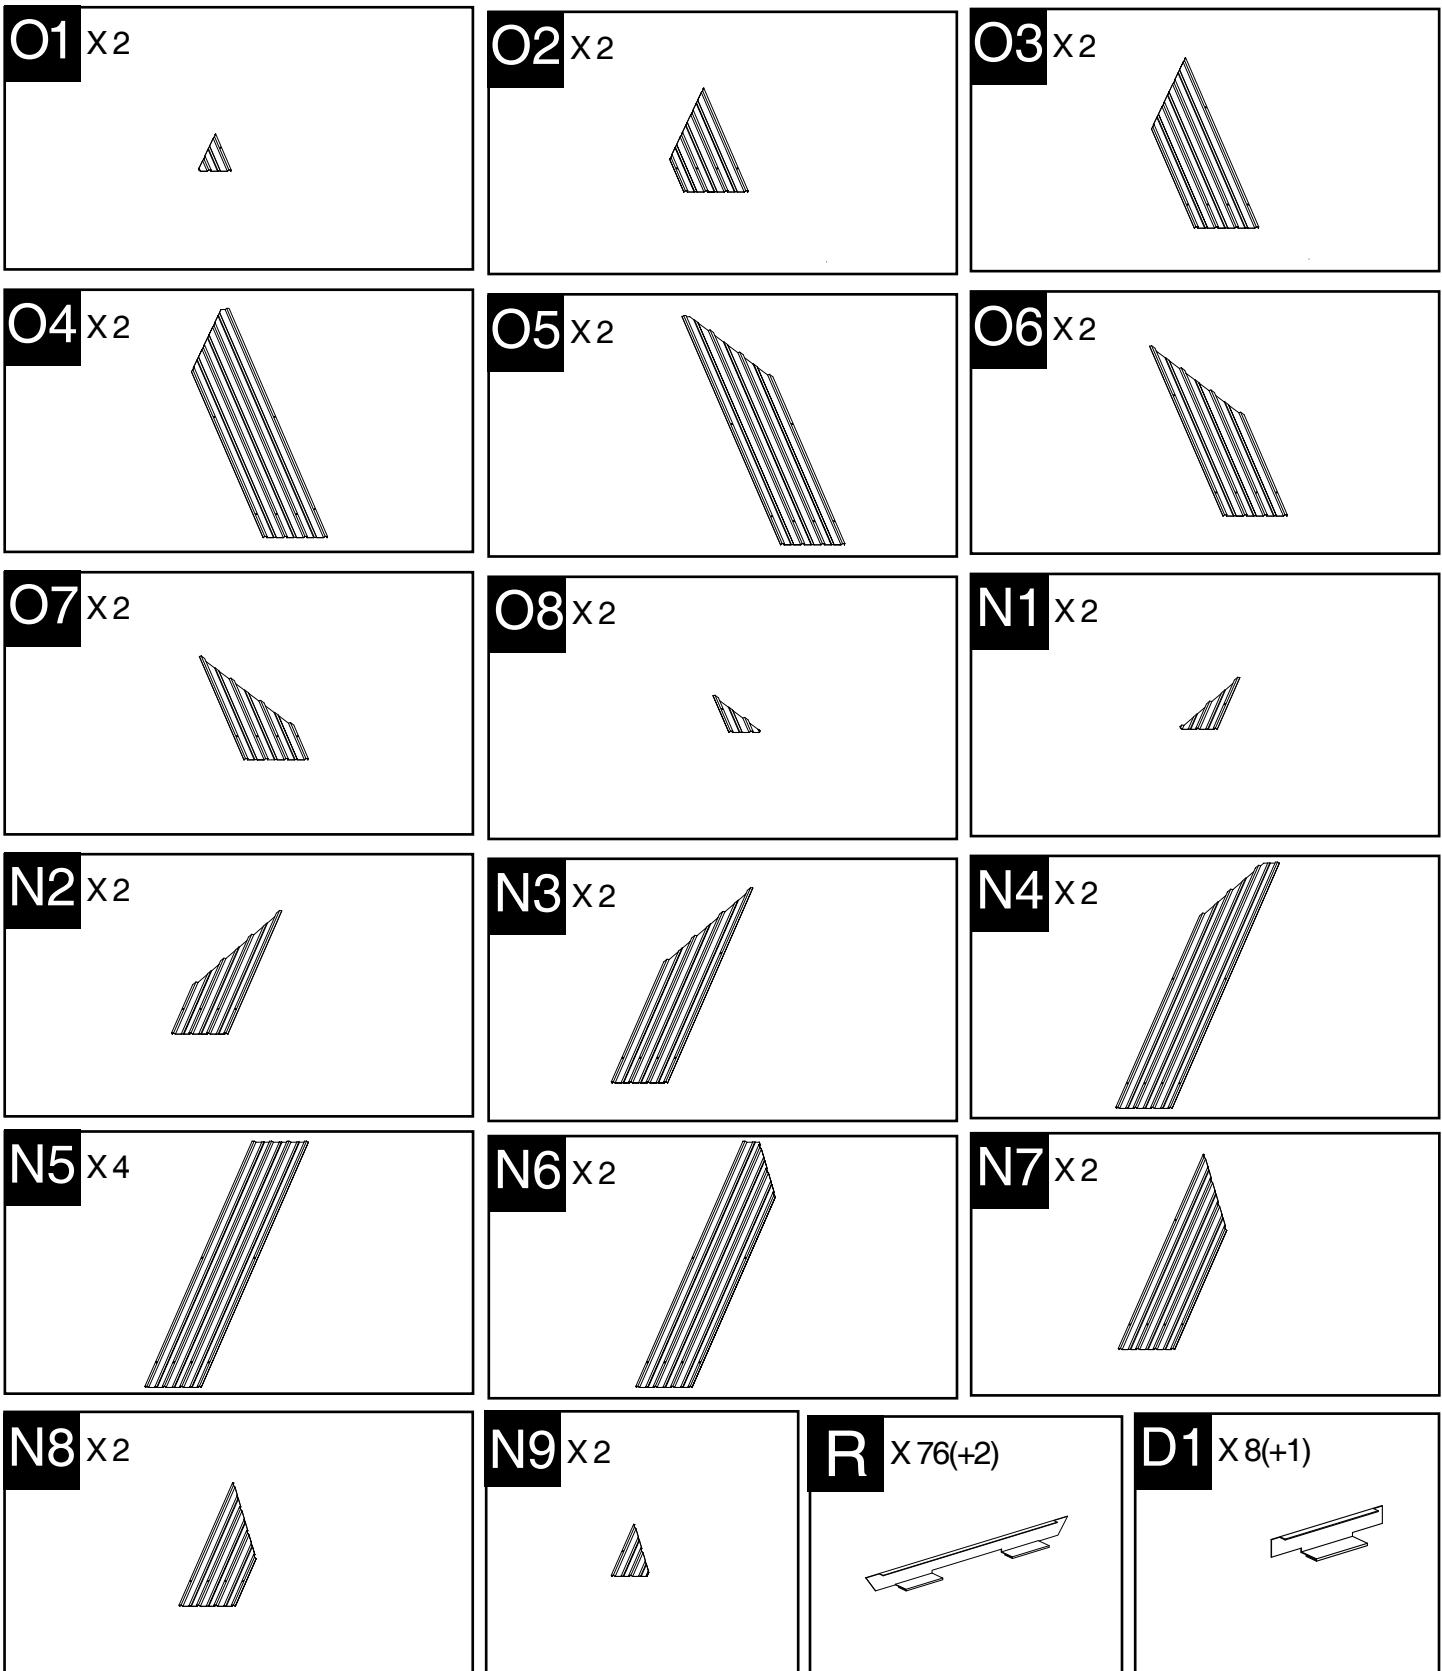 O1 X 2
O2 X 2
O3 X 2
O4 X 2
O5 X 2
O6 X 2
O7 X 2
O8 X 2
N1 X 2
N2 X 2
N3 X 2
N4 X 2
N5 X 4
N6 X 2
N7 X 2
N8 X 2
N9 X 2
R X 76(+2)
D1 X 8(+1)